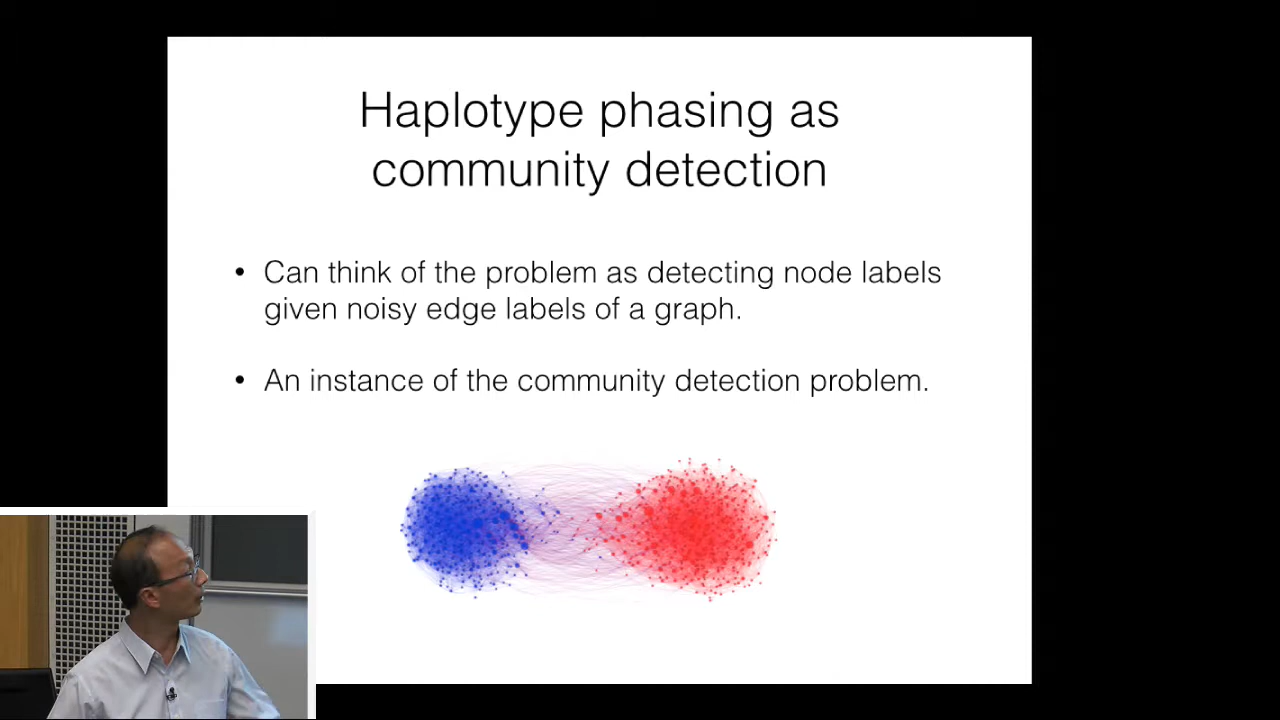 Haplotype phasing as
community detection
• Can think of the problem as detecting node labels
given noisy edge labels of a graph.
• An instance of the community detection problem.